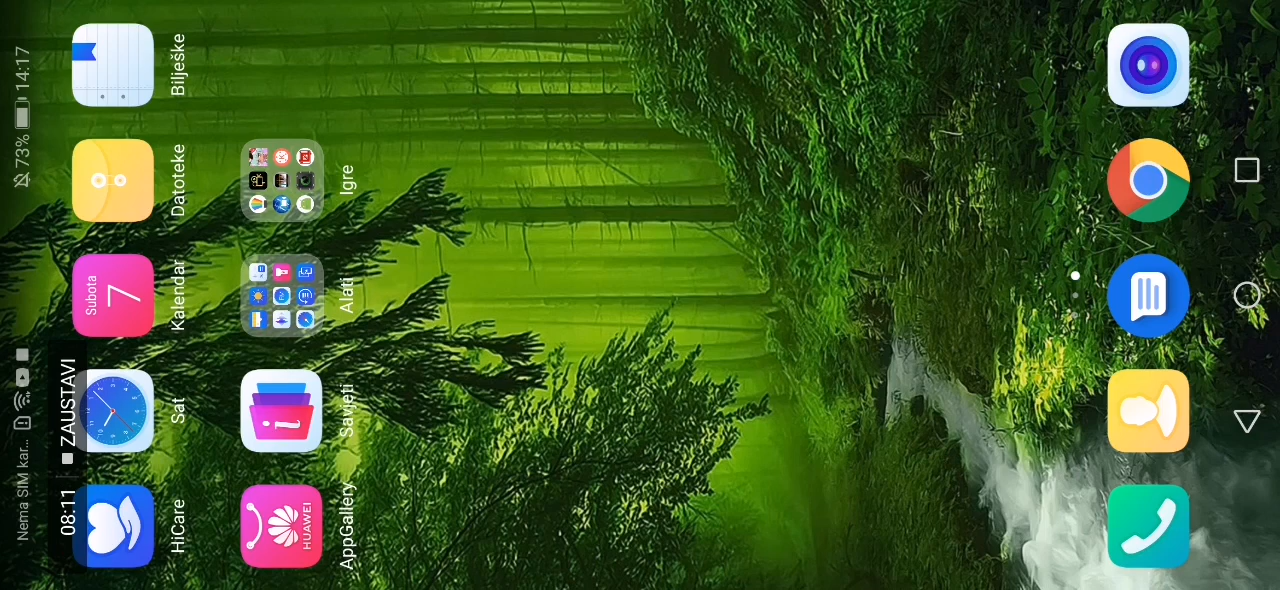 Nema SIM kar...
73% 14:17
08:11 ZAUSTAVI
HiCare
Sat
Subota
7
Kalendar
Datoteke
Bilješke
HUAWEI
AppGallery
Savjeti
Alati
Igre